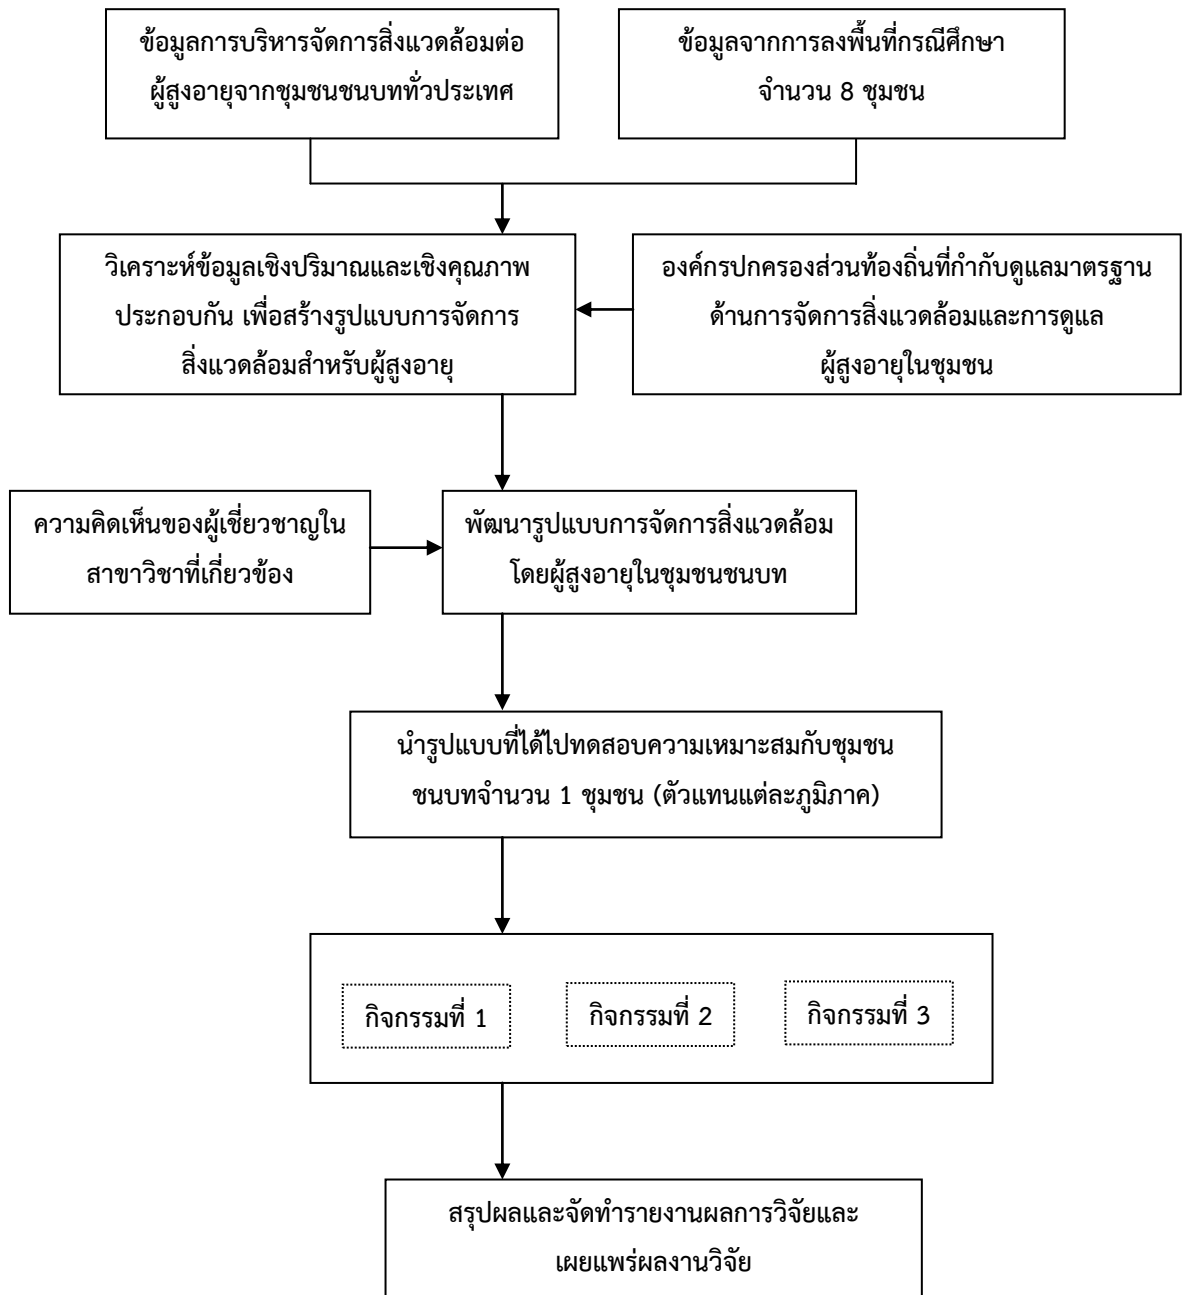 ข้อมูลการบริหารจัดการสิ่งแวดล้อมต่อ
ผู้สูงอายุจากชุมชนชนบททั่วประเทศ
ข้อมูลจากการลงพื้นที่กรณีศึกษา
จำนวน 8 ชุมชน
วิเคราะห์ข้อมูลเชิงปริมาณและเชิงคุณภาพ
ประกอบกัน เพื่อสร้างรูปแบบการจัดการ
สิ่งแวดล้อมสำหรับผู้สูงอายุ
องค์กรปกครองส่วนท้องถิ่นที่กำกับดูแลมาตรฐาน
ด้านการจัดการสิ่งแวดล้อมและการดูแล
ผู้สูงอายุในชุมชน
ความคิดเห็นของผู้เชี่ยวชาญใน
สาขาวิชาที่เกี่ยวข้อง
พัฒนารูปแบบการจัดการสิ่งแวดล้อม
โดยผู้สูงอายุในชุมชนชนบท
นำรูปแบบที่ได้ไปทดสอบความเหมาะสมกับชุมชน
ชนบทจำนวน 1 ชุมชน (ตัวแทนแต่ละภูมิภาค)
กิจกรรมที่ 1
กิจกรรมที่ 2
กิจกรรมที่ 3
สรุปผลและจัดทำรายงานผลการวิจัยและ
เผยแพร่ผลงานวิจัย